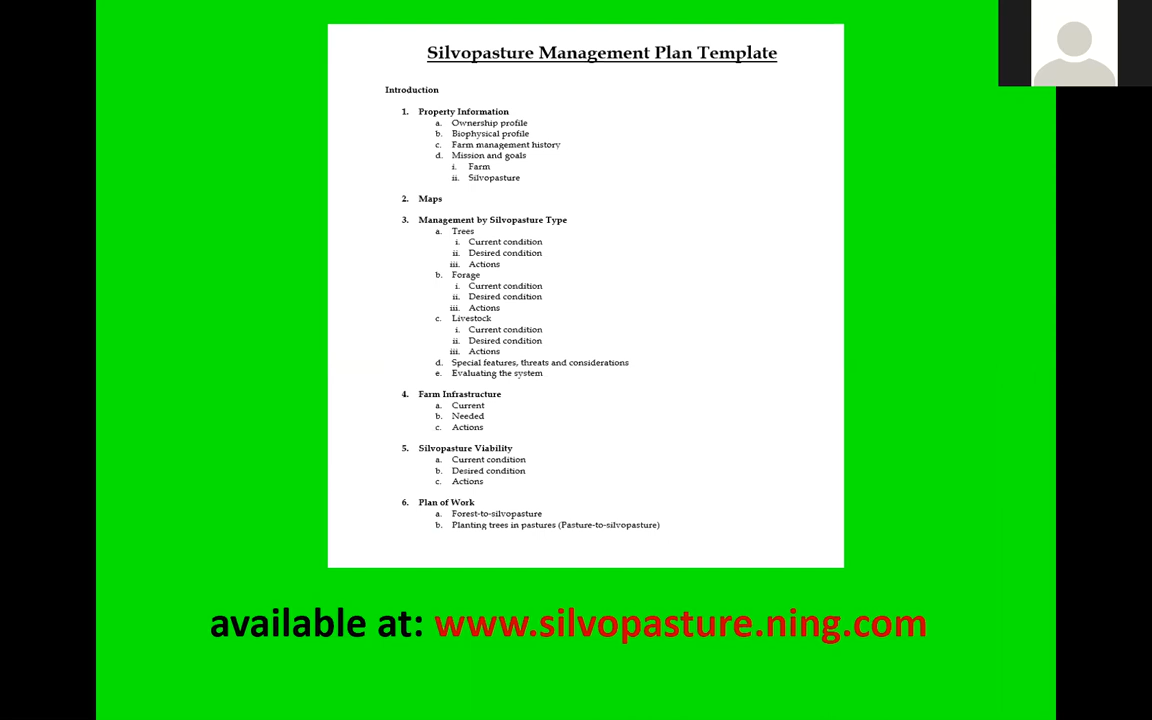 Silvopasture Management Plan Template
Introduction
1. Property Information
a. Ownership profile
b. Biophysical profile
c. Farm management history
d. Mission and goals
i. Farm
ii. Silvopasture
2. Maps
3. Management by Silvopasture Type
a. Trees
i. Current condition
ii. Desired condition
iii. Actions
b. Forage
i. Current condition
ii. Desired condition
iii. Actions
c. Livestock
i. Current condition
ii. Desired condition
iii. Actions
d. Special features, threats and considerations
e. Evaluating the system
4. Farm Infrastructure
a. Current
b. Needed
c. Actions
5. Silvopasture Viability
a. Current condition
b. Desired condition
c. Actions
6. Plan of Work
a. Forest-to-silvopasture
b. Planting trees in pastures (Pasture-to-silvopasture)
available at: www.silvopasture.ning.com